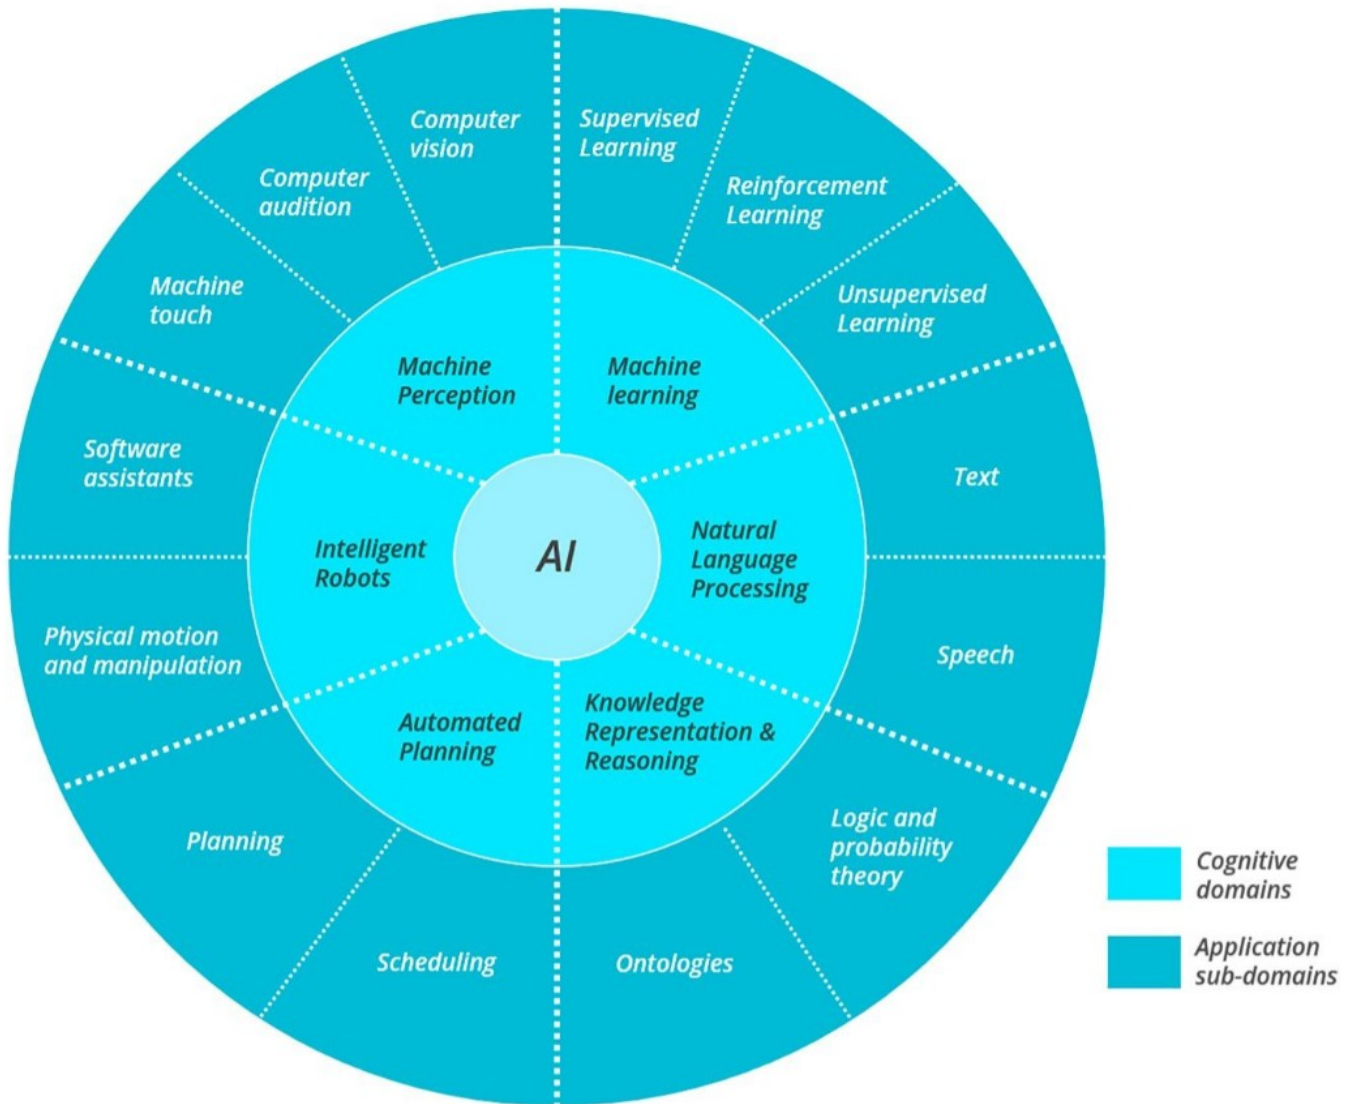 Computer
vision
Supervised
Learning
Computer
audition
Reinforcement
Learning
Machine
touch
Unsupervised
Learning
Machine
Perception
Machine
learning
Software
assistants
Text
Intelligent
Robots
AI
Natural
Language
Processing
Physical motion
and manipulation
Speech
Automated
Planning
Knowledge
Representation &
Reasoning
Planning
Logic and
probability
theory
Scheduling
Ontologies
Cognitive
domains
Application
sub-domains